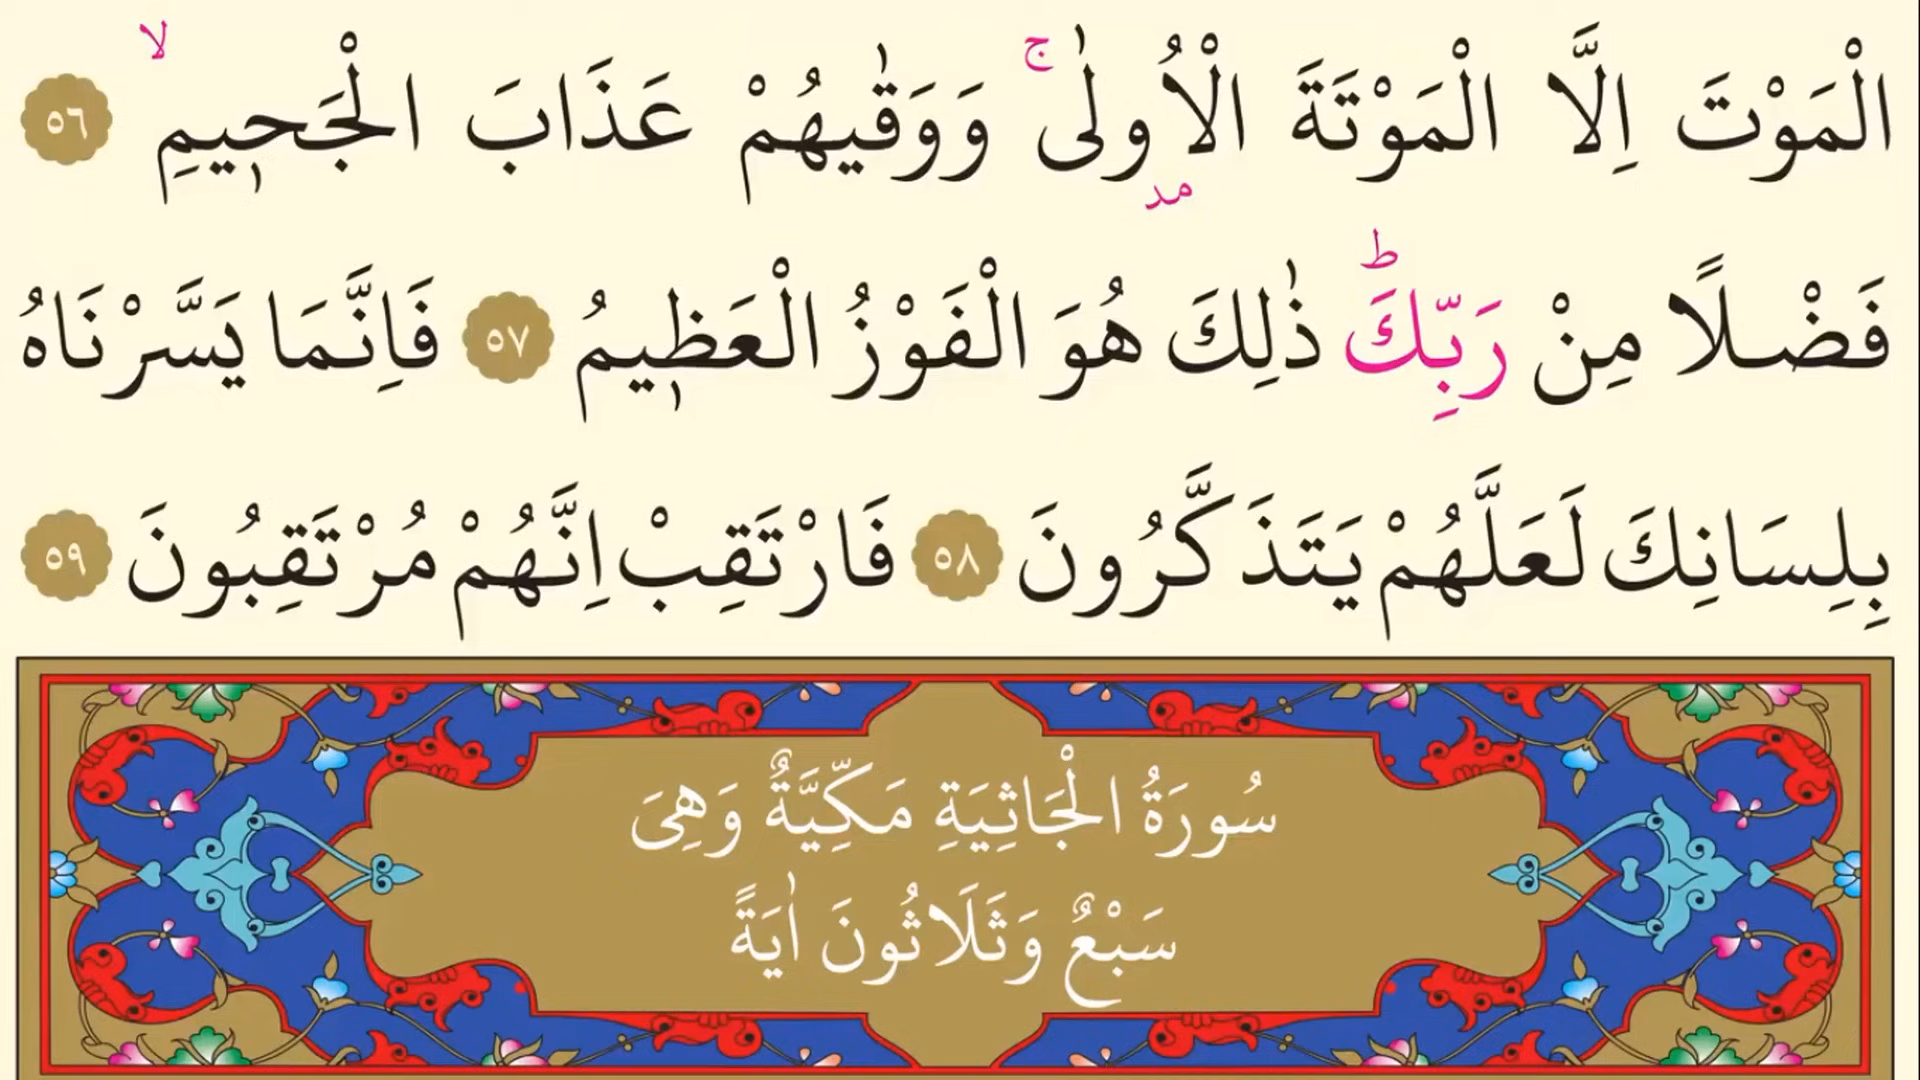 الْمَوْتَ اِلَّا الْمَوْتَةَ الْاُو۫لٰىۚ وَوَقٰيهُمْ عَذَابَ الْجَح۪يمِۙ ٥٦
مد
فَضْلًا مِنْ رَبِّكَۜ ذٰلِكَ هُوَ الْفَوْزُ الْعَظ۪يمُ ٥٧ فَاِنَّمَا يَسَّرْنَاهُ
بِلِسَانِكَ لَعَلَّهُمْ يَتَذَكَّرُونَ ٥٨ فَارْتَقِبْ اِنَّهُمْ مُرْتَقِبُونَ ٥٩
سُورَةُ الْجَاثِيَةِ مَكِّيَّةٌ وَهِىَ
سَبْعٌ وَثَلَاثُونَ اٰيَةً